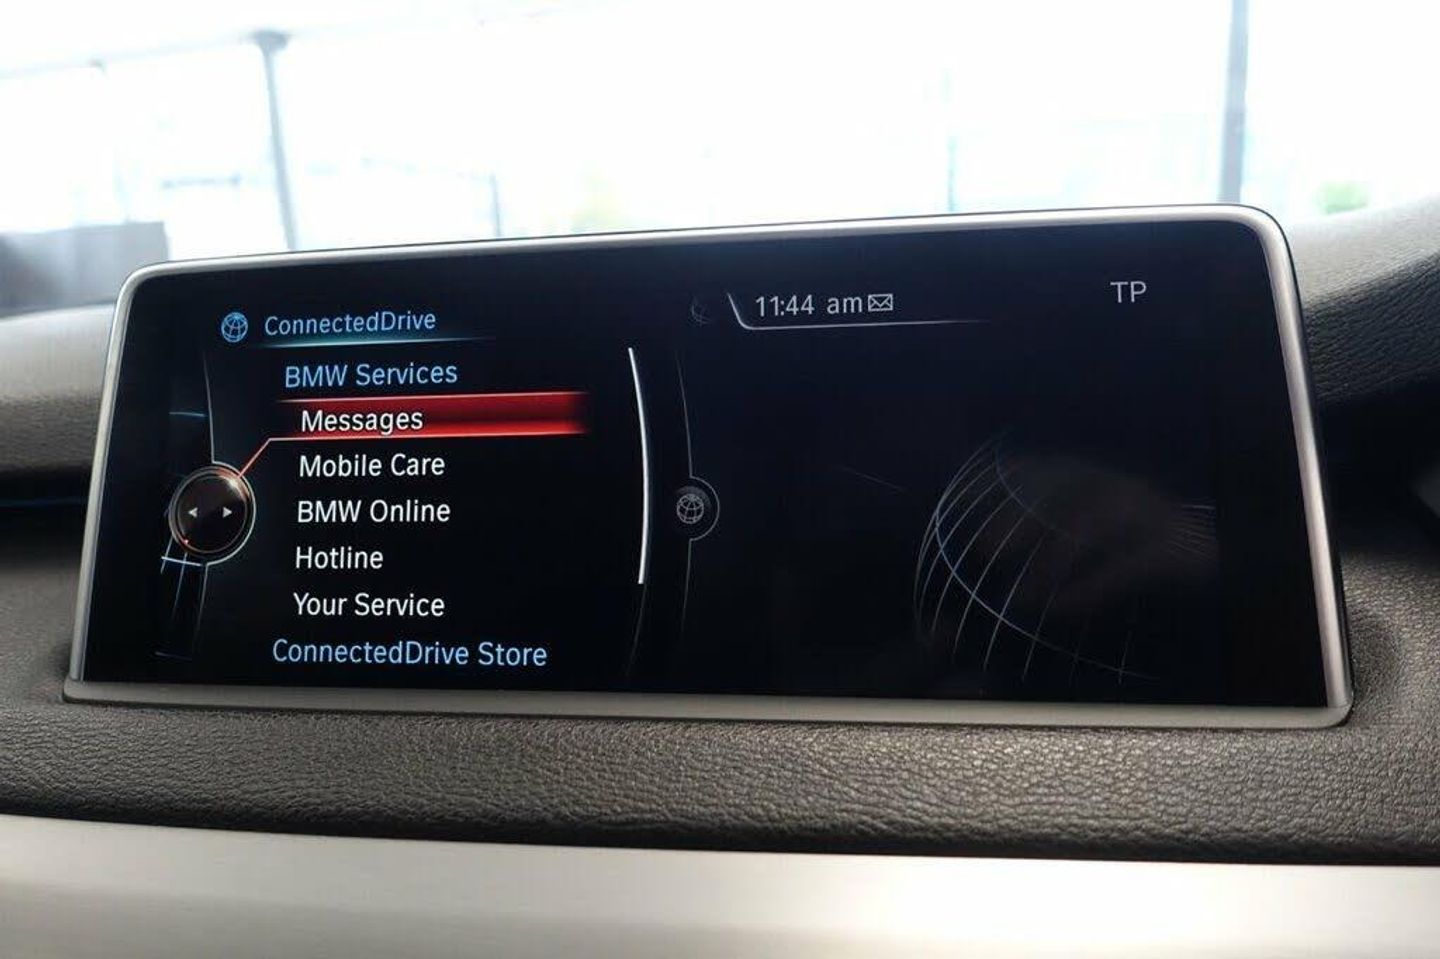 ConnectedDrive
11:44 am
TP
BMW Services
Messages
Mobile Care
BMW Online
Hotline
Your Service
ConnectedDrive Store